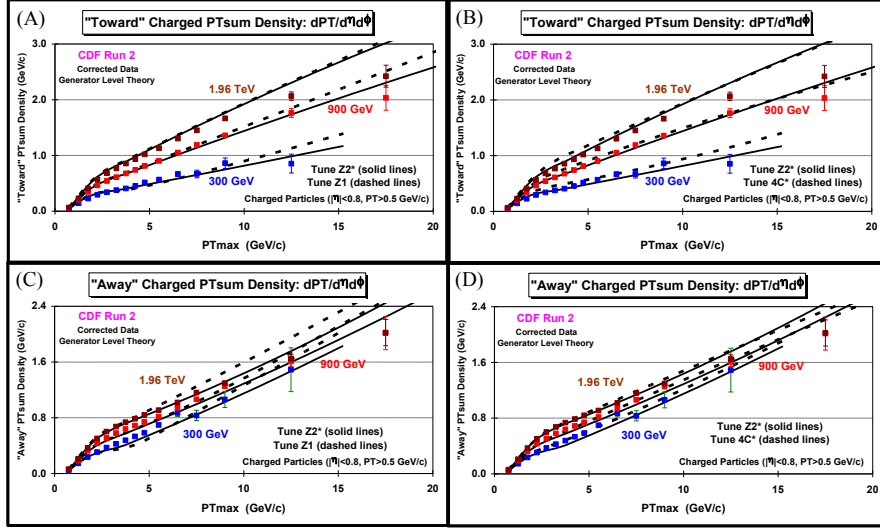 (A)
"Toward" Charged PTsum Density: dPT/dηdφ
CDF Run 2
Corrected Data
Generator Level Theory
1.96 TeV
900 GeV
300 GeV
Tune Z2* (solid lines)
Tune Z1 (dashed lines)
Charged Particles (|η|<0.8, PT>0.5 GeV/c)
"Toward" PTsum Density (GeV/c)
3.0
2.0
1.0
0.0
0 5 10 15 20
PTmax (GeV/c)
(B)
"Toward" Charged PTsum Density: dPT/dηdφ
CDF Run 2
Corrected Data
Generator Level Theory
1.96 TeV
900 GeV
300 GeV
Tune Z2* (solid lines)
Tune 4C* (dashed lines)
Charged Particles (|η|<0.8, PT>0.5 GeV/c)
"Toward" PTsum Density (GeV/c)
3.0
2.0
1.0
0.0
0 5 10 15 20
PTmax (GeV/c)
(C)
"Away" Charged PTsum Density: dPT/dηdφ
CDF Run 2
Corrected Data
Generator Level Theory
1.96 TeV
900 GeV
300 GeV
Tune Z2* (solid lines)
Tune Z1 (dashed lines)
Charged Particles (|η|<0.8, PT>0.5 GeV/c)
"Away" PTsum Density (GeV/c)
2.4
1.6
0.8
0.0
0 5 10 15 20
PTmax (GeV/c)
(D)
"Away" Charged PTsum Density: dPT/dηdφ
CDF Run 2
Corrected Data
Generator Level Theory
1.96 TeV
900 GeV
300 GeV
Tune Z2* (solid lines)
Tune 4C* (dashed lines)
Charged Particles (|η|<0.8, PT>0.5 GeV/c)
"Away" PTsum Density (GeV/c)
2.4
1.6
0.8
0.0
0 5 10 15 20
PTmax (GeV/c)